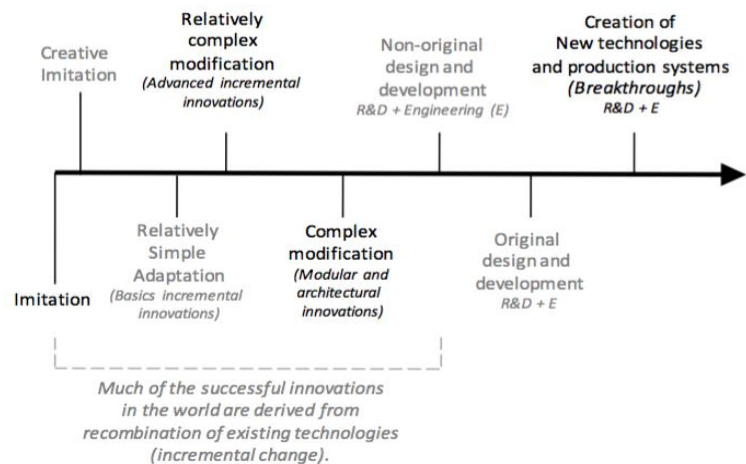 Creative
Imitation
Relatively
complex
modification
(Advanced incremental
innovations)
Non-original
design and
development
R&D + Engineering (E)
Creation of
New technologies
and production systems
(Breakthroughs)
R&D + E
Imitation
Relatively
Simple
Adaptation
(Basics incremental
innovations)
Complex
modification
(Modular and
architectural
innovations)
Original
design and
development
R&D + E
Much of the successful innovations
in the world are derived from
recombination of existing technologies
(incremental change).